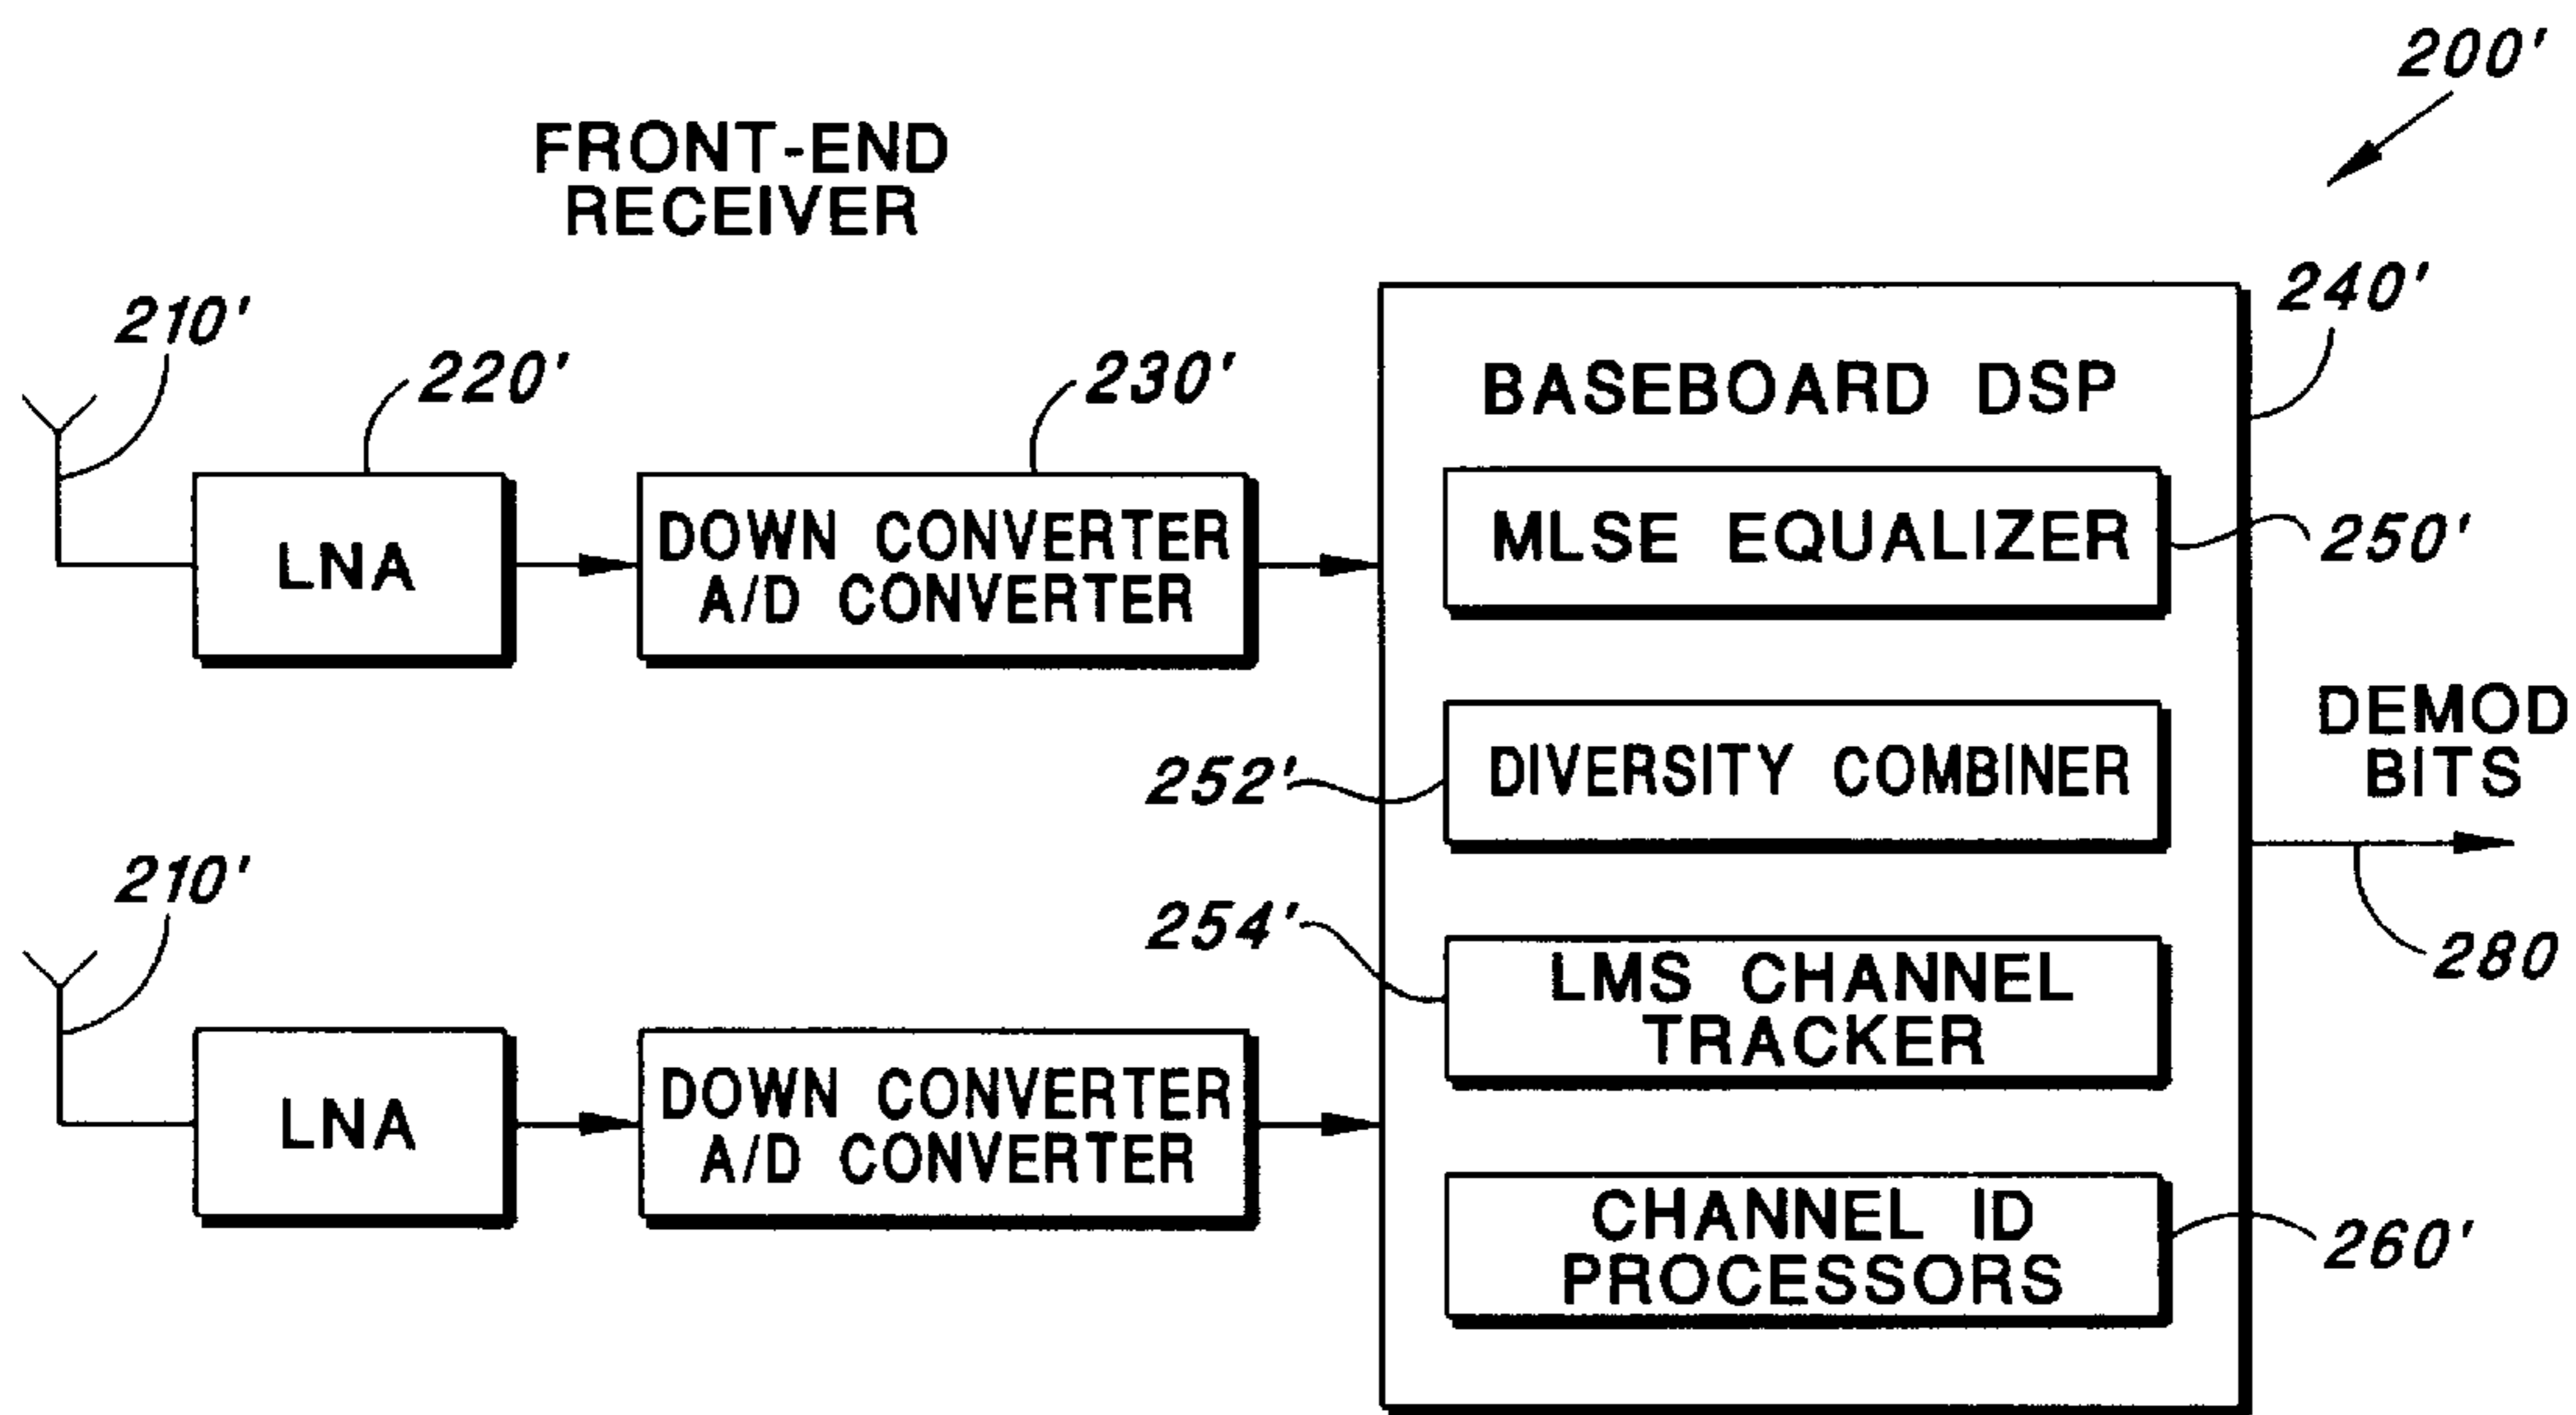 200'
FRONT-END
RECEIVER
210'
220'
230'
240'
BASEBOARD DSP
LNA
DOWN CONVERTER
A/D CONVERTER
MLSE EQUALIZER
250'
252'
DIVERSITY COMBINER
DEMOD
BITS
210'
254'
LMS CHANNEL
TRACKER
280
LNA
DOWN CONVERTER
A/D CONVERTER
CHANNEL ID
PROCESSORS
260'